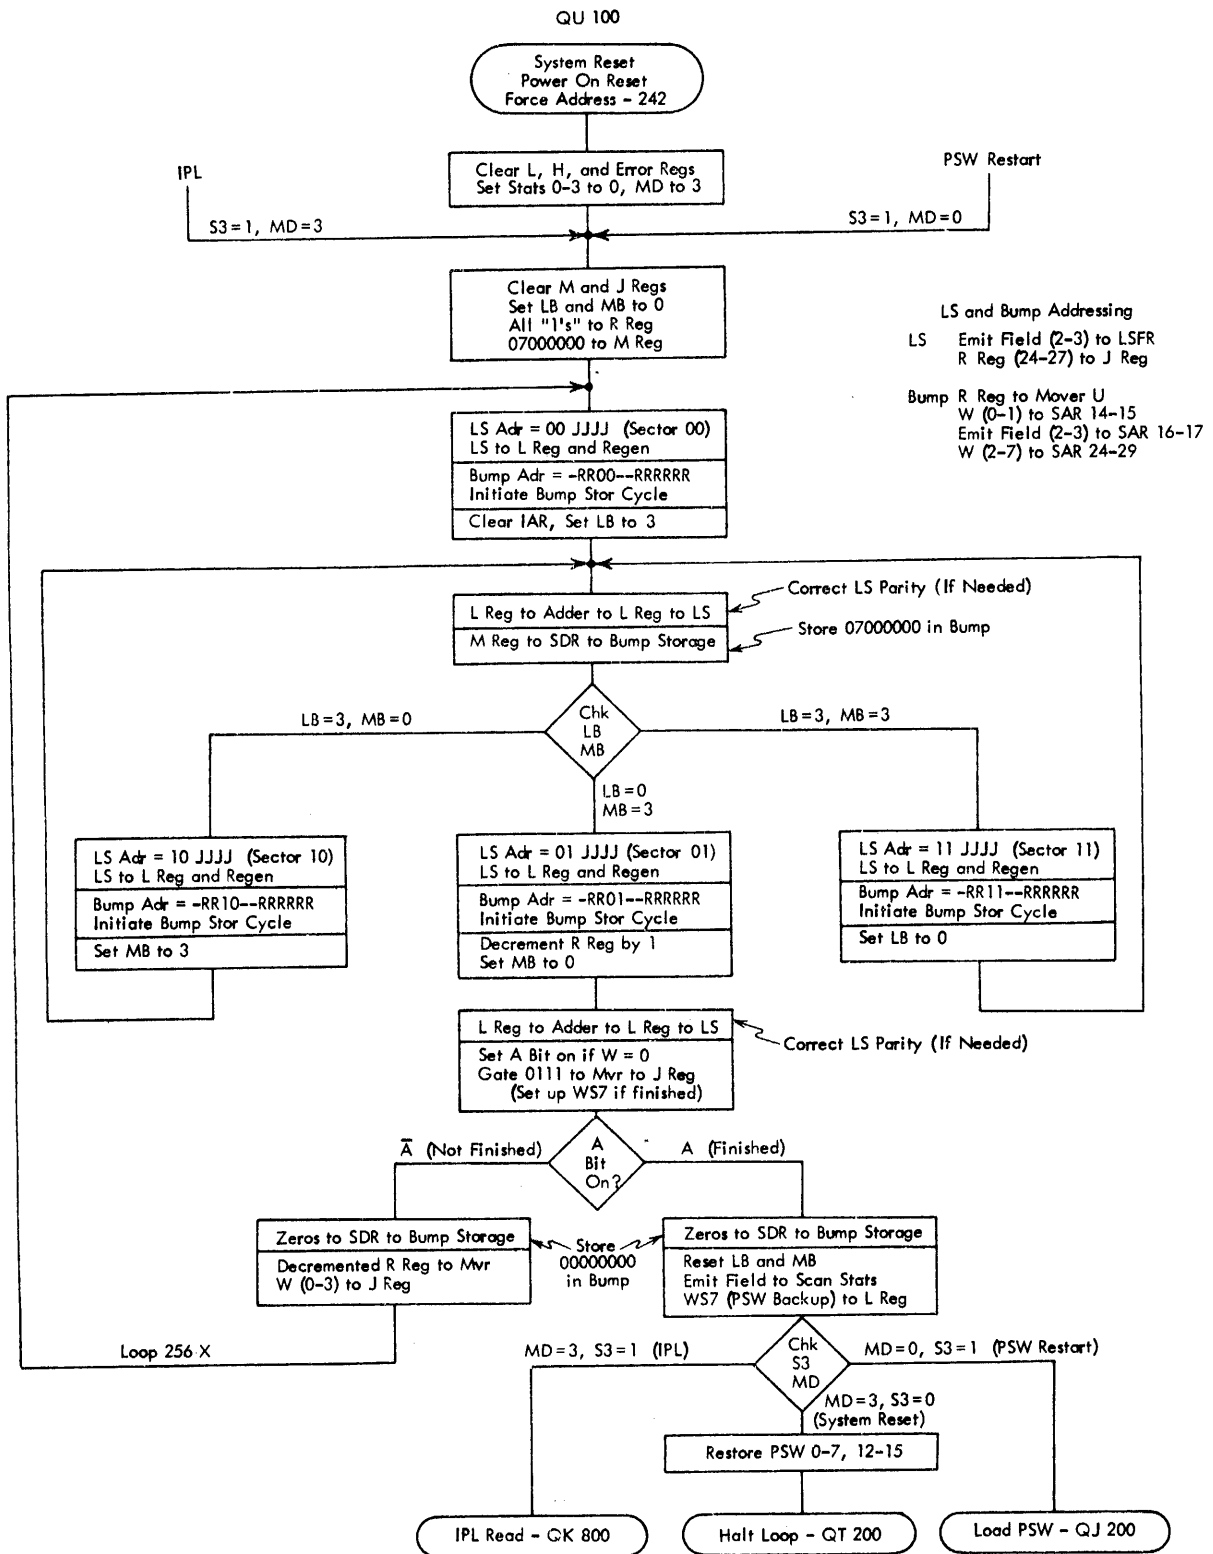 QU 100
System Reset
Power On Reset
Force Address - 242
IPL
PSW Restart
Clear L, H, and Error Regs
Set Stats 0-3 to 0, MD to 3
S3=1, MD=3
S3=1, MD=0
Clear M and J Regs
Set LB and MB to 0
All "1's" to R Reg
07000000 to M Reg
LS and Bump Addressing
LS Emit Field (2-3) to LSFR
R Reg (24-27) to J Reg
Bump R Reg to Mover U
W (0-1) to SAR 14-15
Emit Field (2-3) to SAR 16-17
W (2-7) to SAR 24-29
LS Adr = 00 JJJJ (Sector 00)
LS to L Reg and Regen
Bump Adr = -RR00--RRRRRR
Initiate Bump Stor Cycle
Clear IAR, Set LB to 3
Correct LS Parity (If Needed)
L Reg to Adder to L Reg to LS
M Reg to SDR to Bump Storage
Store 07000000 in Bump
Chk
LB
MB
LB=3, MB=0
LB=3, MB=3
LB=0
MB=3
LS Adr = 10 JJJJ (Sector 10)
LS to L Reg and Regen
Bump Adr = -RR10--RRRRRR
Initiate Bump Stor Cycle
Set MB to 3
LS Adr = 01 JJJJ (Sector 01)
LS to L Reg and Regen
Bump Adr = -RR01--RRRRRR
Initiate Bump Stor Cycle
Decrement R Reg by 1
Set MB to 0
LS Adr = 11 JJJJ (Sector 11)
LS to L Reg and Regen
Bump Adr = -RR11--RRRRRR
Initiate Bump Stor Cycle
Set LB to 0
L Reg to Adder to L Reg to LS
Set A Bit on if W = 0
Gate 0111 to Mvr to J Reg
(Set up WS7 if finished)
Correct LS Parity (If Needed)
A̅ (Not Finished)
A
Bit
On?
A (Finished)
Zeros to SDR to Bump Storage
Decremented R Reg to Mvr
W (0-3) to J Reg
Store
00000000
in Bump
Zeros to SDR to Bump Storage
Reset LB and MB
Emit Field to Scan Stats
WS7 (PSW Backup) to L Reg
Loop 256 X
MD=3, S3=1 (IPL)
Chk
S3
MD
MD=0, S3=1 (PSW Restart)
MD=3, S3=0
(System Reset)
Restore PSW 0-7, 12-15
IPL Read - QK 800
Halt Loop - QT 200
Load PSW - QJ 200